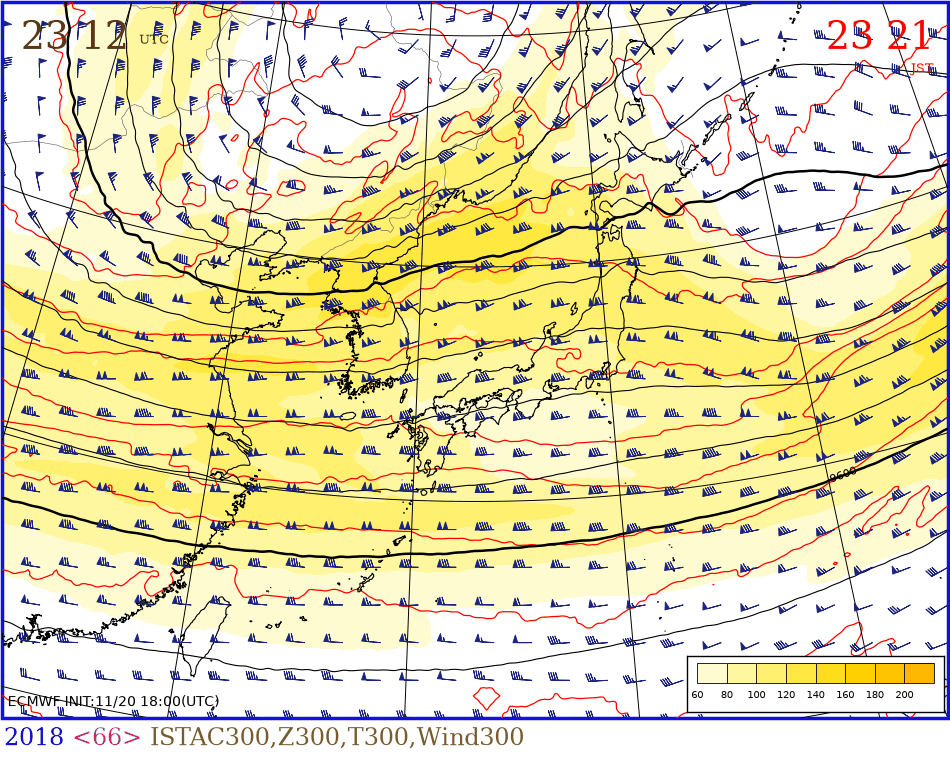 23 12 UTC
23 21
JST
9600
60 80 100 120 140 160 180 200
ECMWF INIT:11/20 18:00(UTC)
2018 <66> ISTAC300,Z300,T300,Wind300